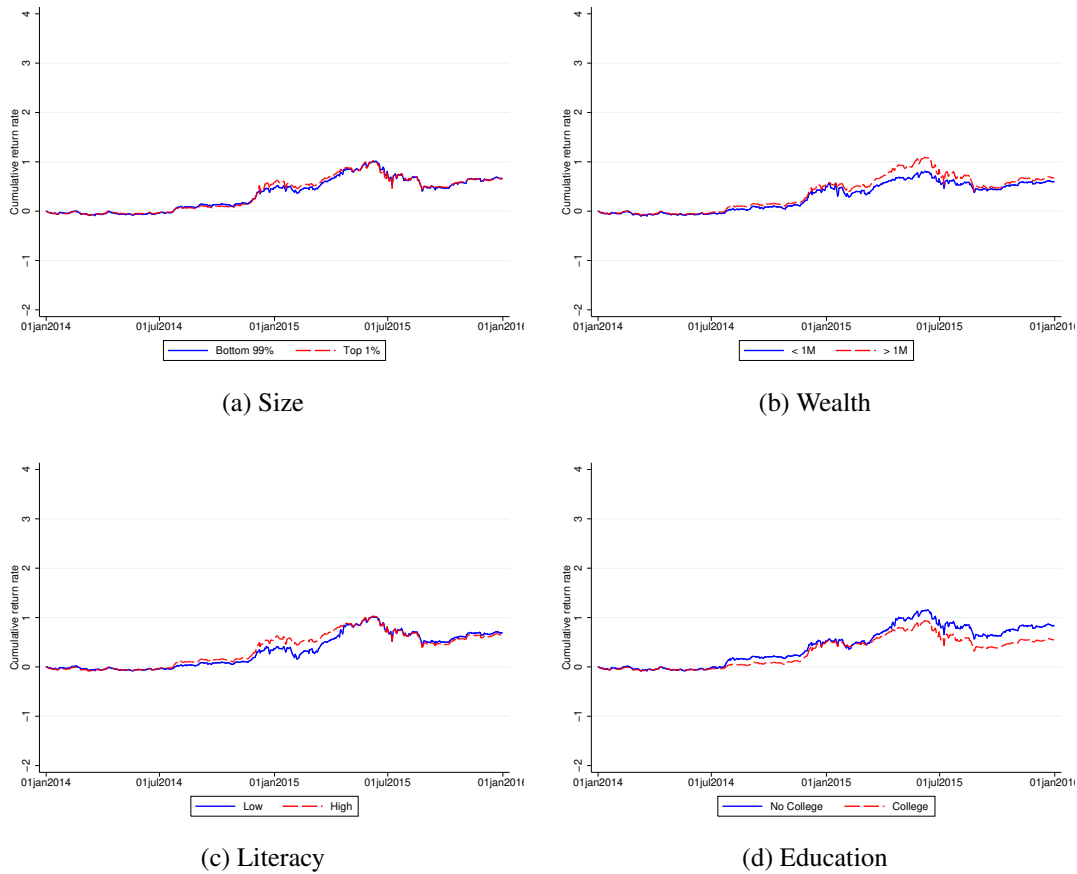 4
3
2
1
0
−1
−2
Cumulative return rate
01jan2014 01jul2014 01jan2015 01jul2015 01jan2016
Bottom 99% Top 1%
(a) Size
4
3
2
1
0
−1
−2
Cumulative return rate
01jan2014 01jul2014 01jan2015 01jul2015 01jan2016
< 1M > 1M
(b) Wealth
4
3
2
1
0
−1
−2
Cumulative return rate
01jan2014 01jul2014 01jan2015 01jul2015 01jan2016
Low High
(c) Literacy
4
3
2
1
0
−1
−2
Cumulative return rate
01jan2014 01jul2014 01jan2015 01jul2015 01jan2016
No College College
(d) Education